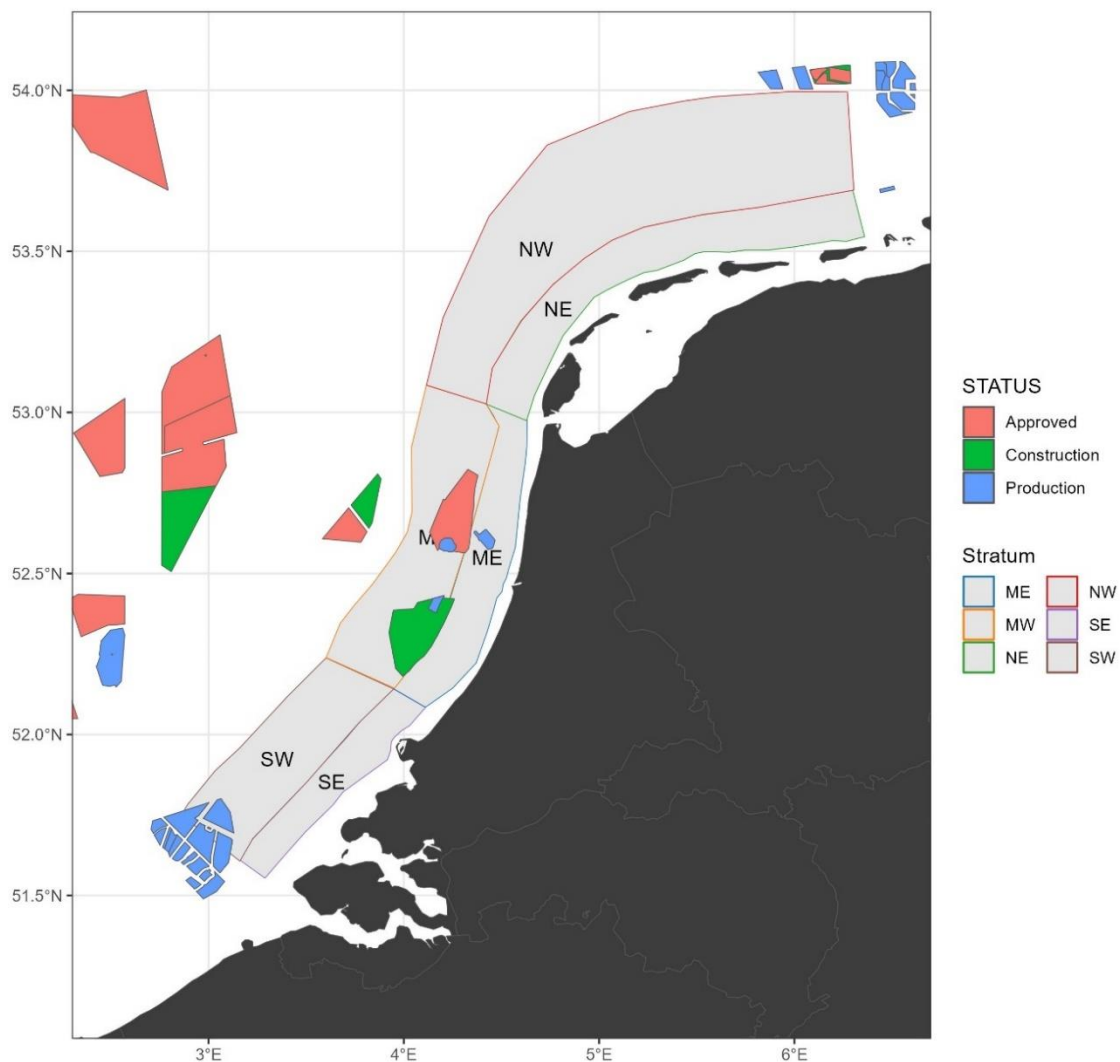 54.0°N
53.5°N
NW
NE
53.0°N
M
ME
52.5°N
52.0°N
SW
SE
51.5°N
3°E
4°E
5°E
6°E
STATUS
Approved
Construction
Production
Stratum
ME
NW
MW
SE
NE
SW